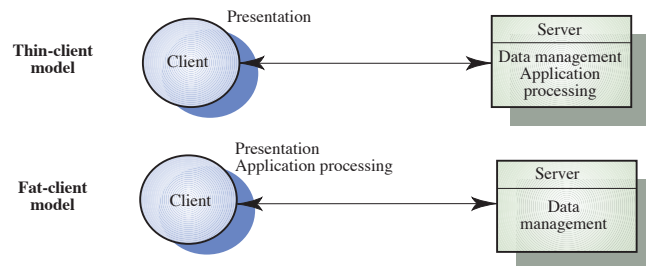 Presentation
Thin-client
model
Client
Server
Data management
Application
processing
Presentation
Application processing
Fat-client
model
Client
Server
Data
management